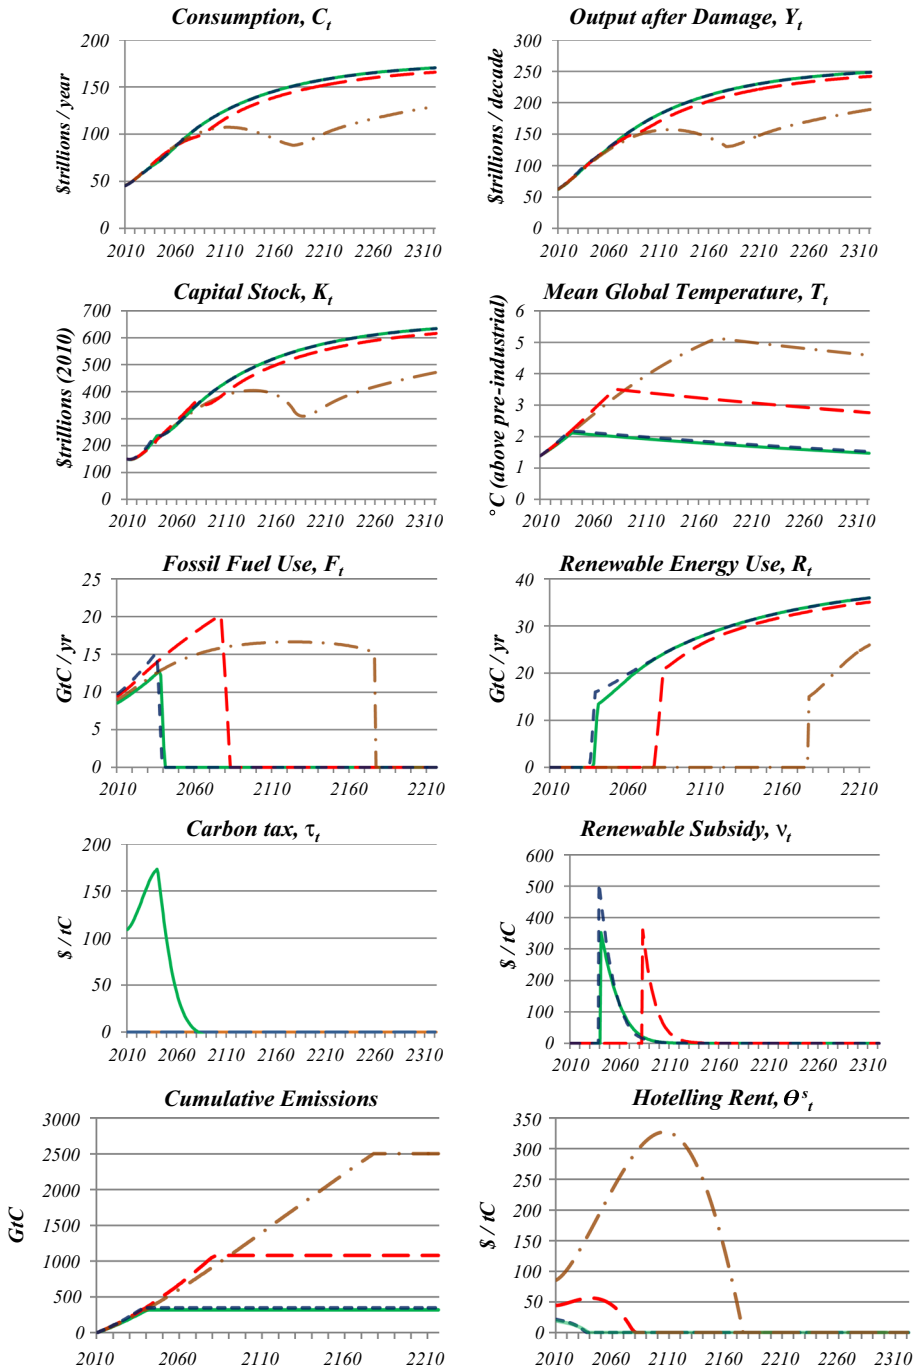 Consumption, Cₜ
200
150
100
50
0
$trillions / year
2010 2060 2110 2160 2210 2260 2310
Output after Damage, Yₜ
300
250
200
150
100
50
0
$trillions / decade
2010 2060 2110 2160 2210 2260 2310
Capital Stock, Kₜ
700
600
500
400
300
200
100
0
$trillions (2010)
2010 2060 2110 2160 2210 2260 2310
Mean Global Temperature, Tₜ
6
5
4
3
2
1
0
°C (above pre-industrial)
2010 2060 2110 2160 2210 2260 2310
Fossil Fuel Use, Fₜ
25
20
15
10
5
0
GtC / yr
2010 2060 2110 2160 2210
Renewable Energy Use, Rₜ
40
30
20
10
0
GtC / yr
2010 2060 2110 2160 2210
Carbon tax, τₜ
200
150
100
50
0
$ / tC
2010 2060 2110 2160 2210 2260 2310
Renewable Subsidy, νₜ
600
500
400
300
200
100
0
$ / tC
2010 2060 2110 2160 2210 2260 2310
Cumulative Emissions
3000
2500
2000
1500
1000
500
0
GtC
2010 2060 2110 2160 2210
Hotelling Rent, Θˢₜ
350
300
250
200
150
100
50
0
$ / tC
2010 2060 2110 2160 2210 2260 2310